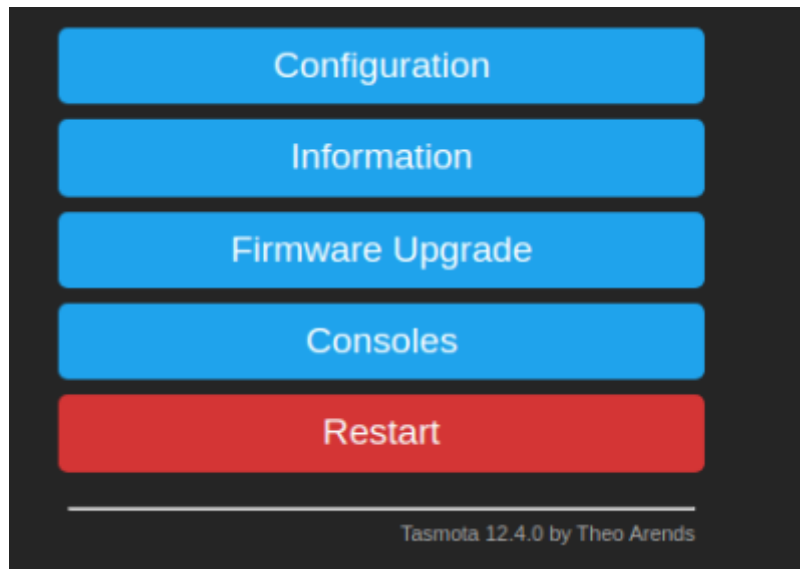 Configuration
Information
Firmware Upgrade
Consoles
Restart
Tasmota 12.4.0 by Theo Arends